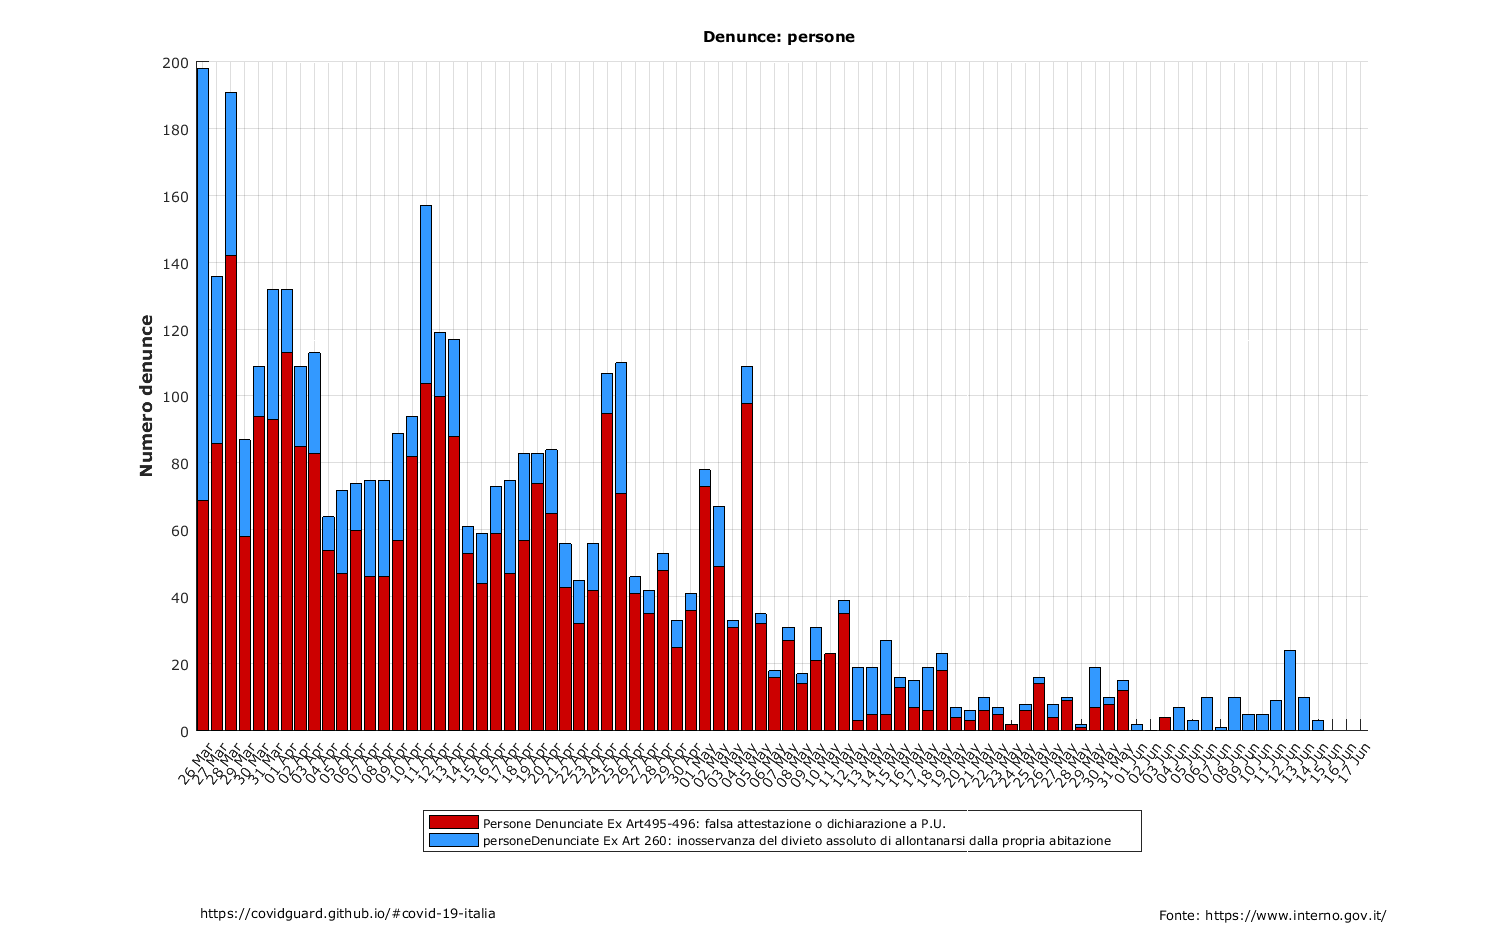 Denunce: persone
Numero denunce
200
180
160
140
120
100
80
60
40
20
0
26 Mar
27 Mar
28 Mar
29 Mar
30 Mar
31 Mar
01 Apr
02 Apr
03 Apr
04 Apr
05 Apr
06 Apr
07 Apr
08 Apr
09 Apr
10 Apr
11 Apr
12 Apr
13 Apr
14 Apr
15 Apr
16 Apr
17 Apr
18 Apr
19 Apr
20 Apr
21 Apr
22 Apr
23 Apr
24 Apr
25 Apr
26 Apr
27 Apr
28 Apr
29 Apr
30 Apr
01 May
02 May
03 May
04 May
05 May
06 May
07 May
08 May
09 May
10 May
11 May
12 May
13 May
14 May
15 May
16 May
17 May
18 May
19 May
20 May
21 May
22 May
23 May
24 May
25 May
26 May
27 May
28 May
29 May
30 May
31 May
01 Jun
02 Jun
03 Jun
04 Jun
05 Jun
06 Jun
07 Jun
08 Jun
09 Jun
10 Jun
11 Jun
12 Jun
13 Jun
14 Jun
15 Jun
16 Jun
17 Jun
Persone Denunciate Ex Art495-496: falsa attestazione o dichiarazione a P.U.
personeDenunciate Ex Art 260: inosservanza del divieto assoluto di allontanarsi dalla propria abitazione
https://covidguard.github.io/#covid-19-italia
Fonte: https://www.interno.gov.it/